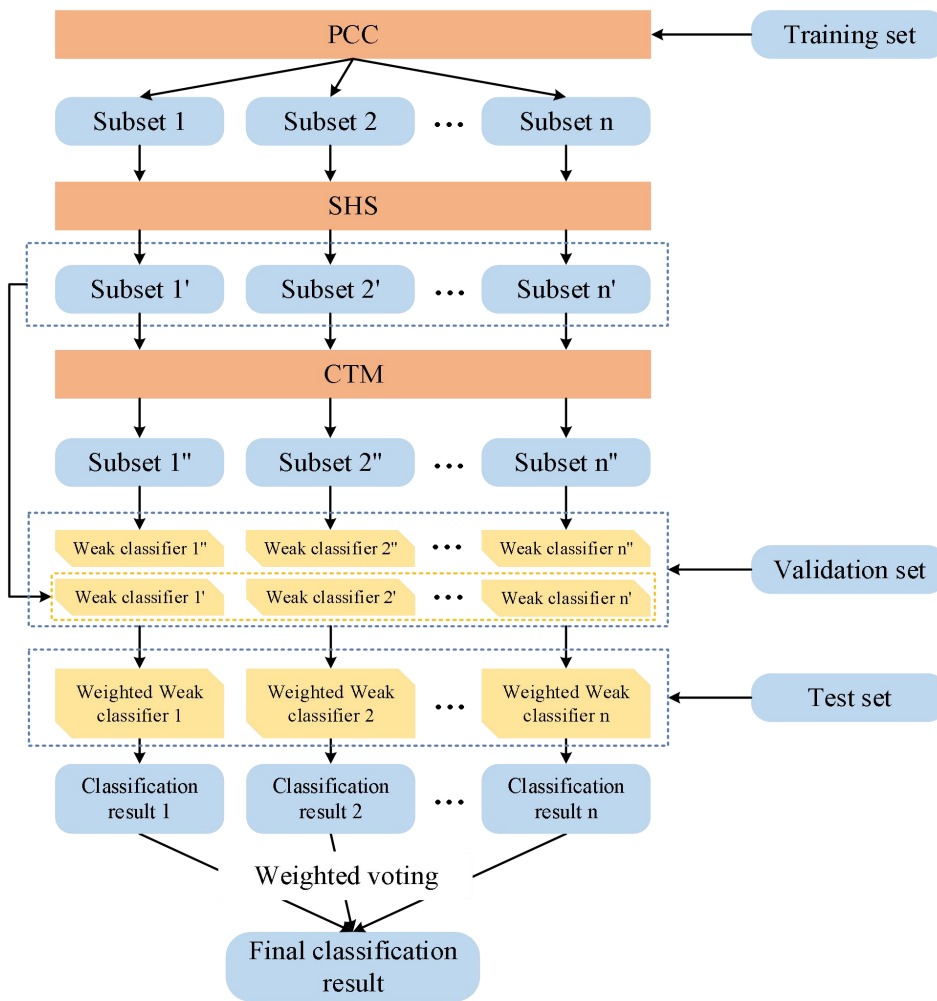 PCC
Training set
Subset 1
Subset 2
...
Subset n
SHS
Subset 1'
Subset 2'
...
Subset n'
CTM
Subset 1''
Subset 2''
...
Subset n''
Weak classifier 1''
Weak classifier 2''
...
Weak classifier n''
Validation set
Weak classifier 1'
Weak classifier 2'
...
Weak classifier n'
Weighted Weak
classifier 1
Weighted Weak
classifier 2
...
Weighted Weak
classifier n
Test set
Classification
result 1
Classification
result 2
...
Classification
result n
Weighted voting
Final classification
result